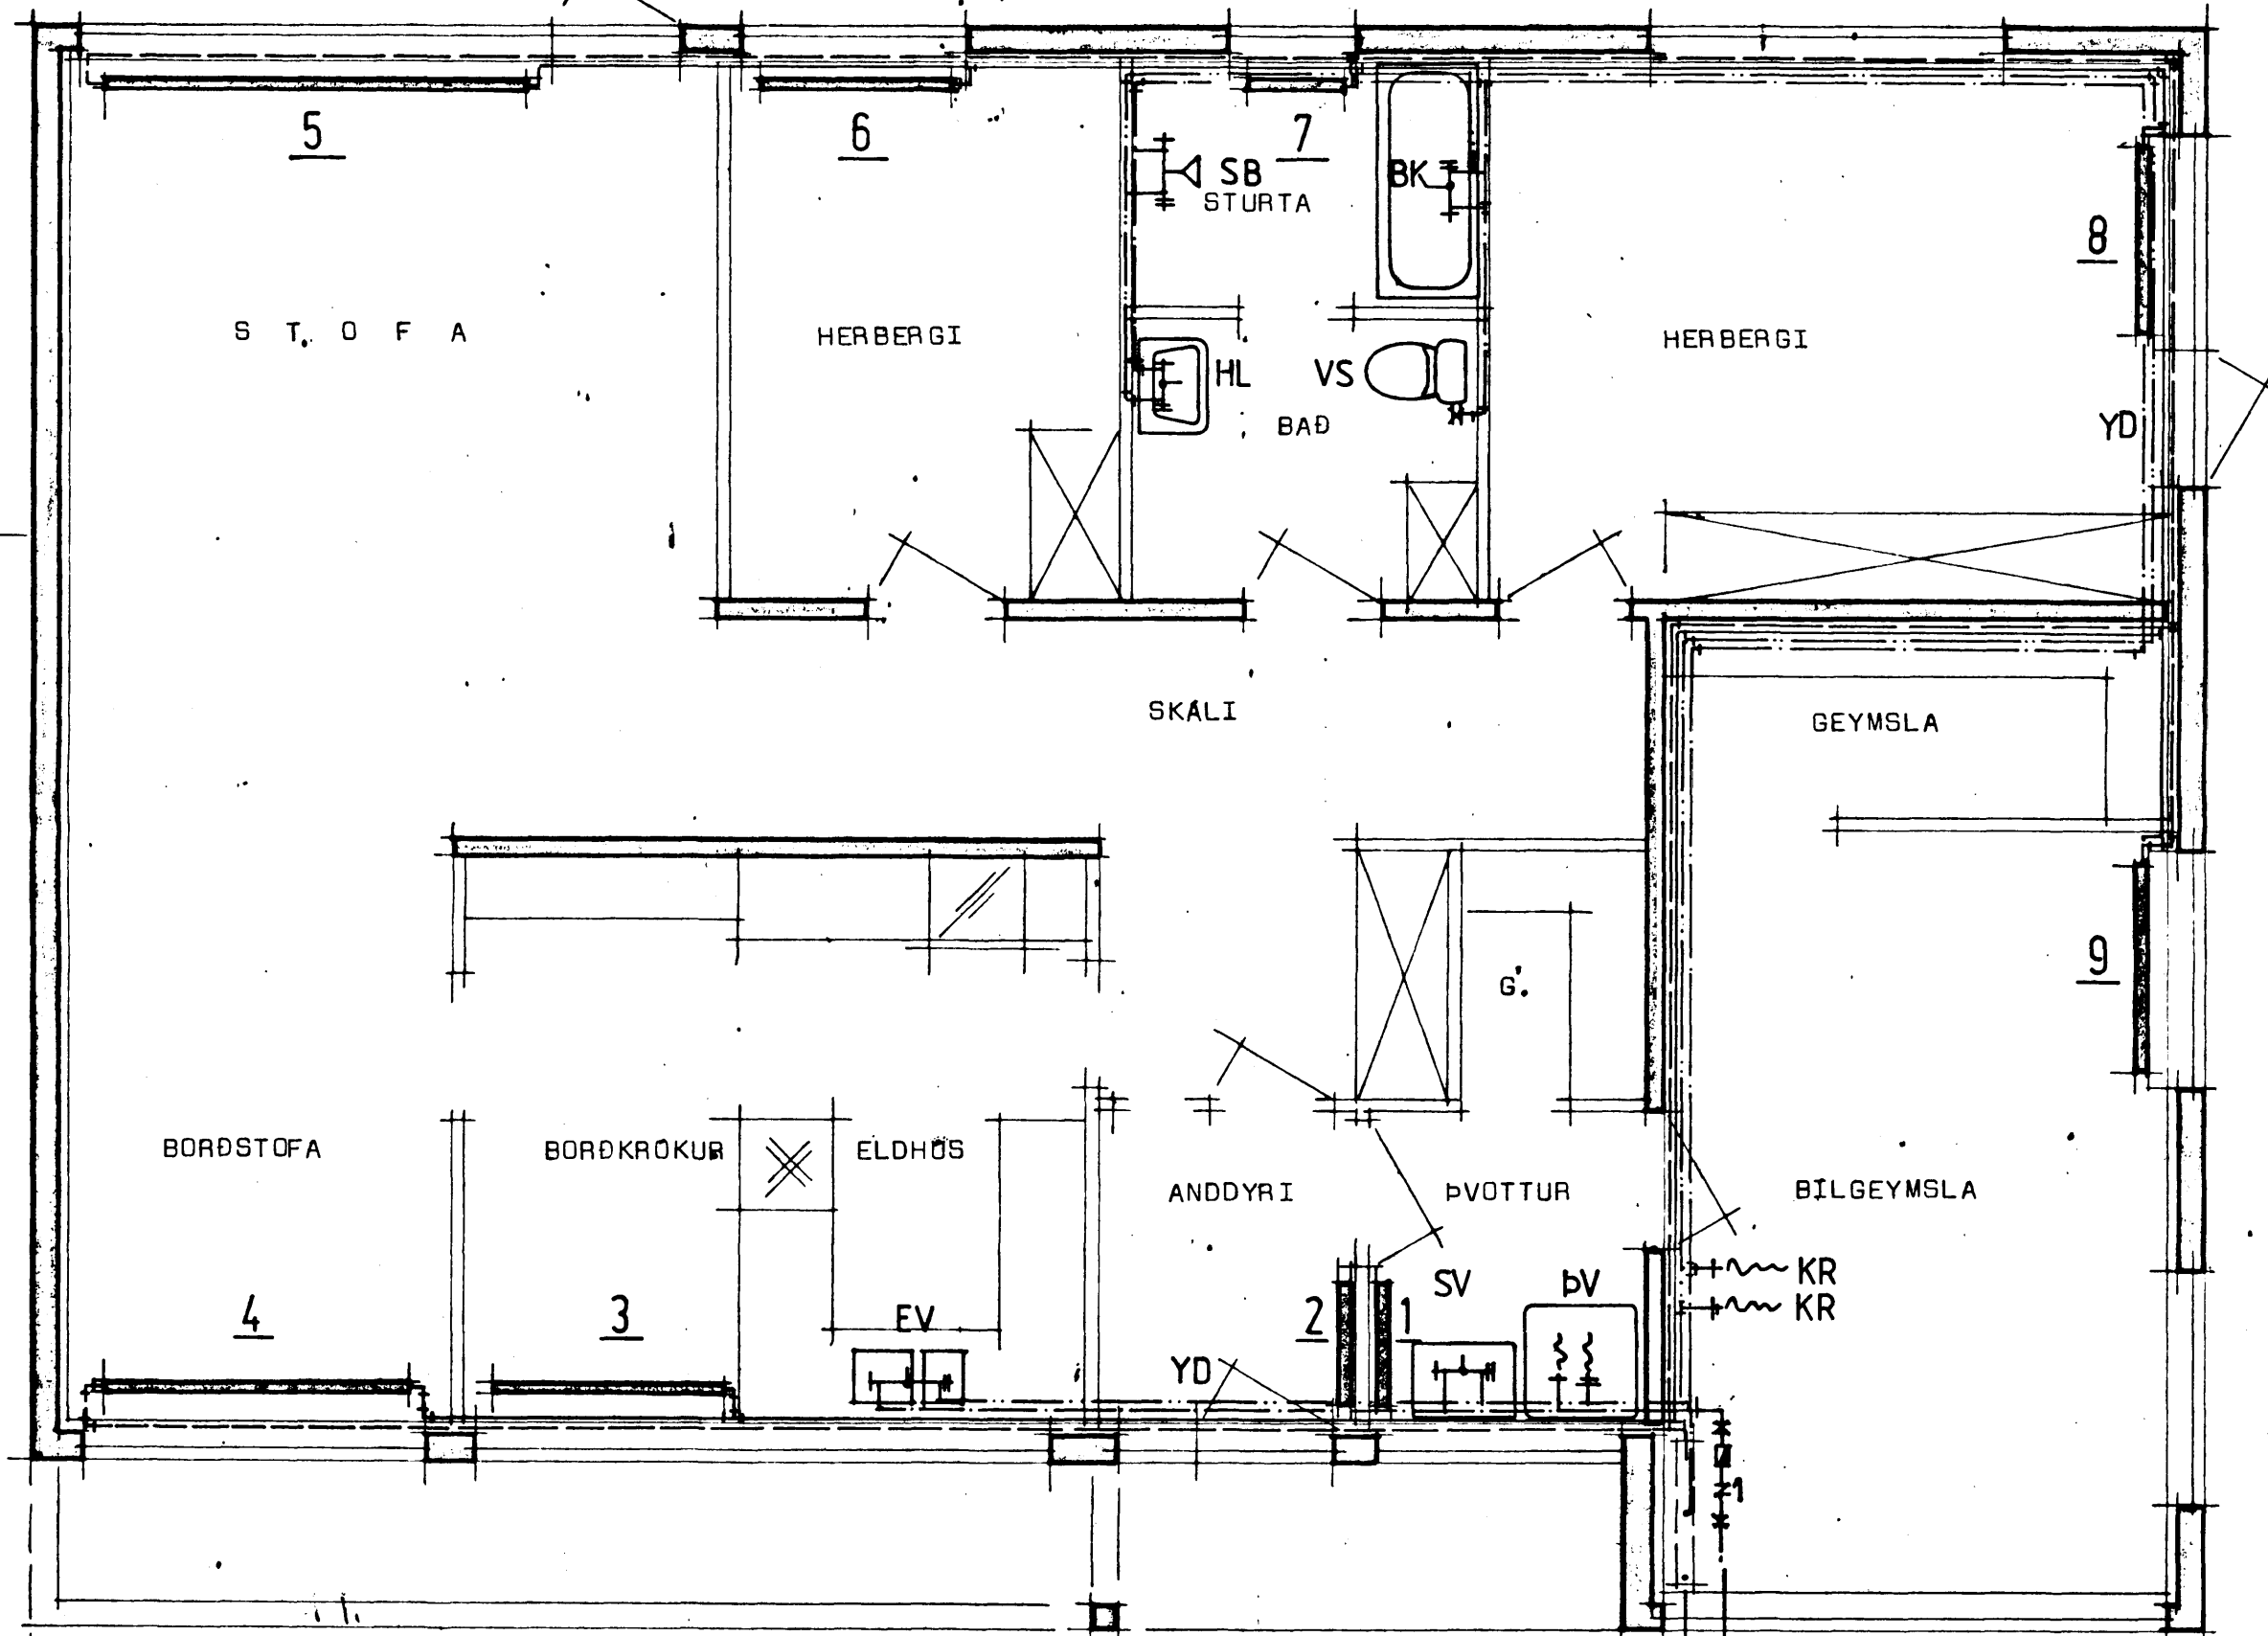 5
6
7
SB
STURTA
BK
8
S T O F A
HERBERGI
HL
VS
BAÐ
HERBERGI
YD
SKÁLI
GEYMSLA
9
G.
BORÐSTOFA
BORÐKRÓKUR
ELDHÚS
ANDDYRI
ÞVOTTUR
BÍLGEYMSLA
4
3
EV
2
1
SV
ÞV
KR
KR
YD
1